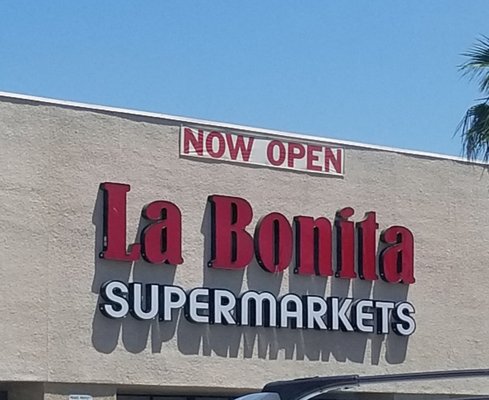 NOW OPEN
La Bonita
SUPERMARKETS